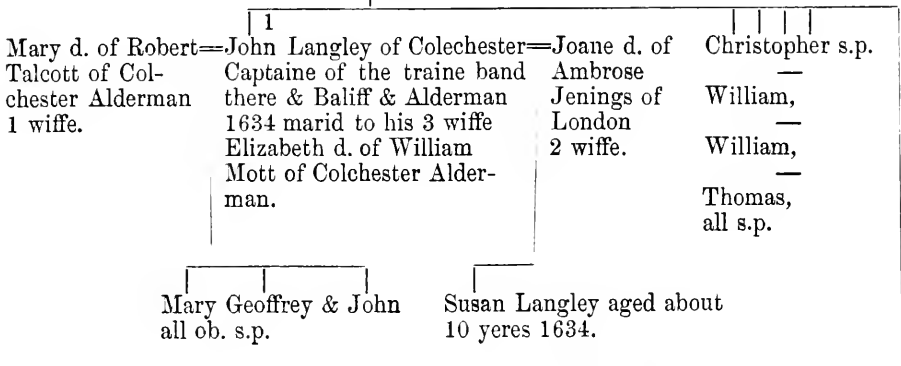 1
Mary d. of Robert=John Langley of Colechester=Joane d. of
Talcott of Col-
chester Alderman
1 wiffe.
Captaine of the traine band
there & Baliff & Alderman
1634 marid to his 3 wiffe
Elizabeth d. of William
Mott of Colchester Alder-
man.
Ambrose
Jenings of
London
2 wiffe.
Christopher s.p.
—
William,
—
William,
—
Thomas,
all s.p.
Mary Geoffrey & John
all ob. s.p.
Susan Langley aged about
10 yeres 1634.